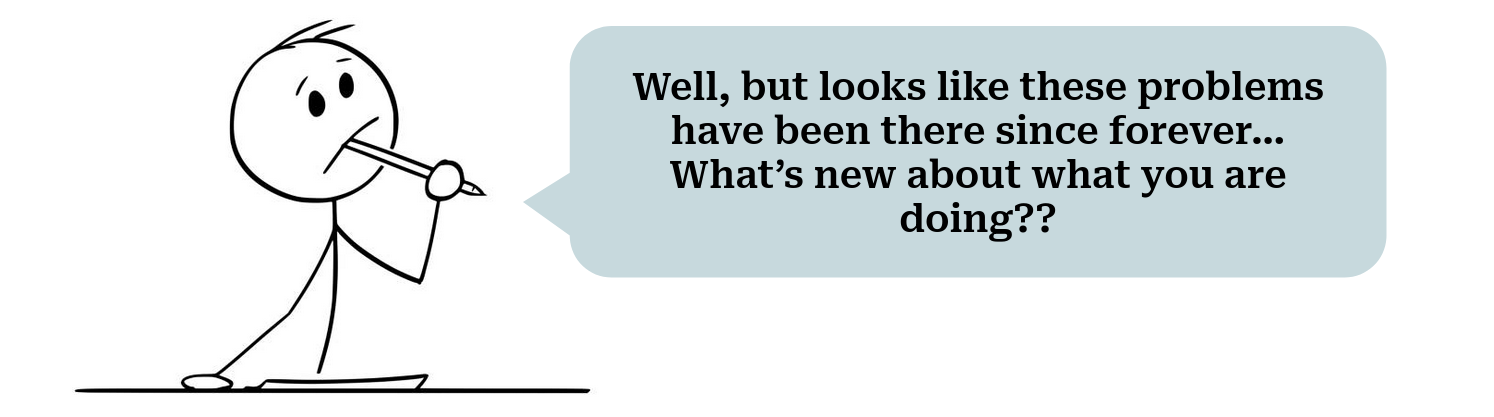 Well, but looks like these problems
have been there since forever...
What’s new about what you are
doing??